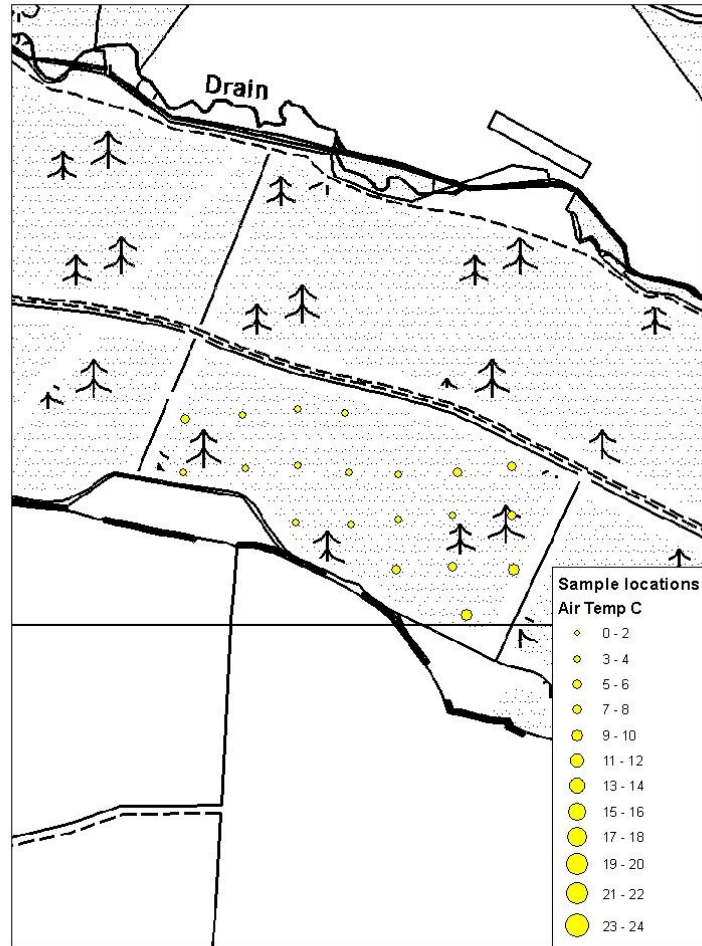 Drain
Sample locations
Air Temp C
0 - 2
3 - 4
5 - 6
7 - 8
9 - 10
11 - 12
13 - 14
15 - 16
17 - 18
19 - 20
21 - 22
23 - 24